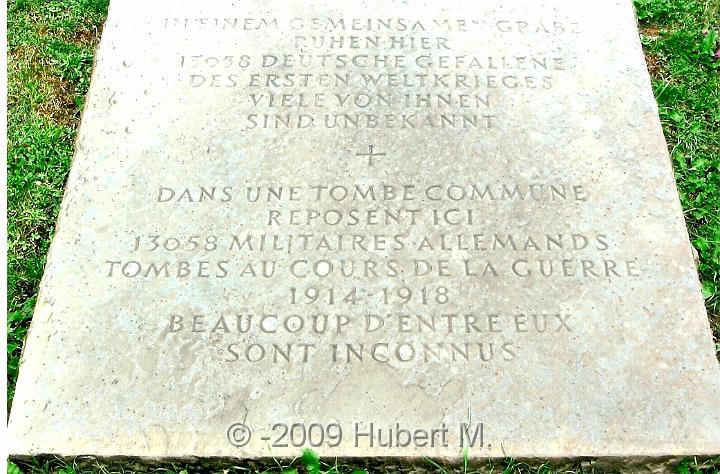 IN EINEM GEMEINSAMEN GRABE
RUHEN HIER
13058 DEUTSCHE GEFALLENE
DES ERSTEN WELTKRIEGES
VIELE VON IHNEN
SIND UNBEKANNT
DANS UNE TOMBE COMMUNE
REPOSENT ICI
13058 MILITAIRES ALLEMANDS
TOMBES AU COURS DE LA GUERRE
1914-1918
BEAUCOUP D'ENTRE EUX
SONT INCONNUS
© -2009 Hubert M.